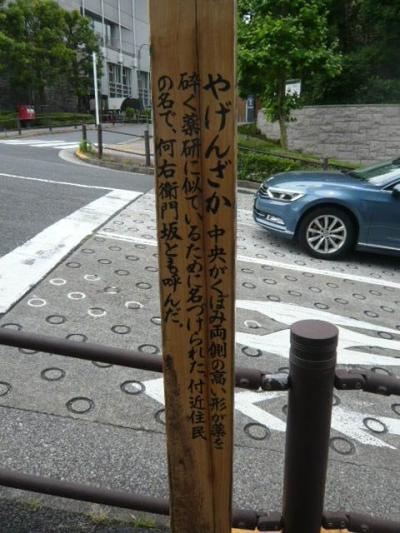 やげんざか 中央がくぼみ両側の高い形が薬を
砕く薬研に似ているために名づけられた。付近住民
の名で、何右衛門坂とも呼んだ。